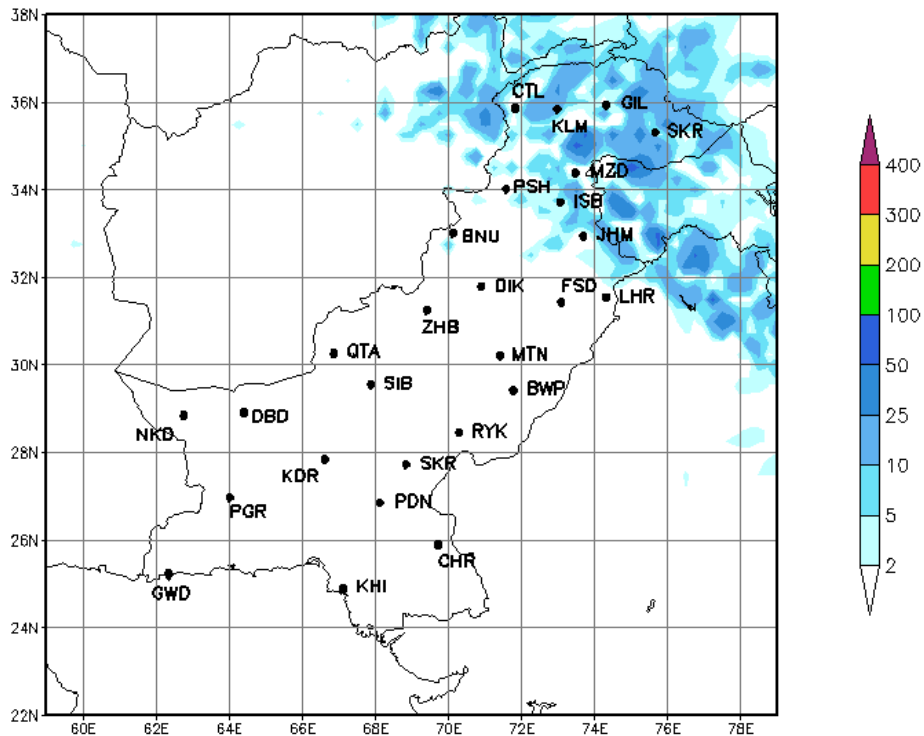 38N
36N
34N
32N
30N
28N
26N
24N
22N
60E 62E 64E 66E 68E 70E 72E 74E 76E 78E
CTL
GIL
KLM
SKR
MZD
PSH
ISB
BNU
JHM
DIK
FSD
LHR
ZHB
QTA
MTN
SIB
BWP
NKD
DBD
RYK
KDR
SKR
PGR
PDN
CHR
GWD
KHI
400
300
200
100
50
25
10
5
2